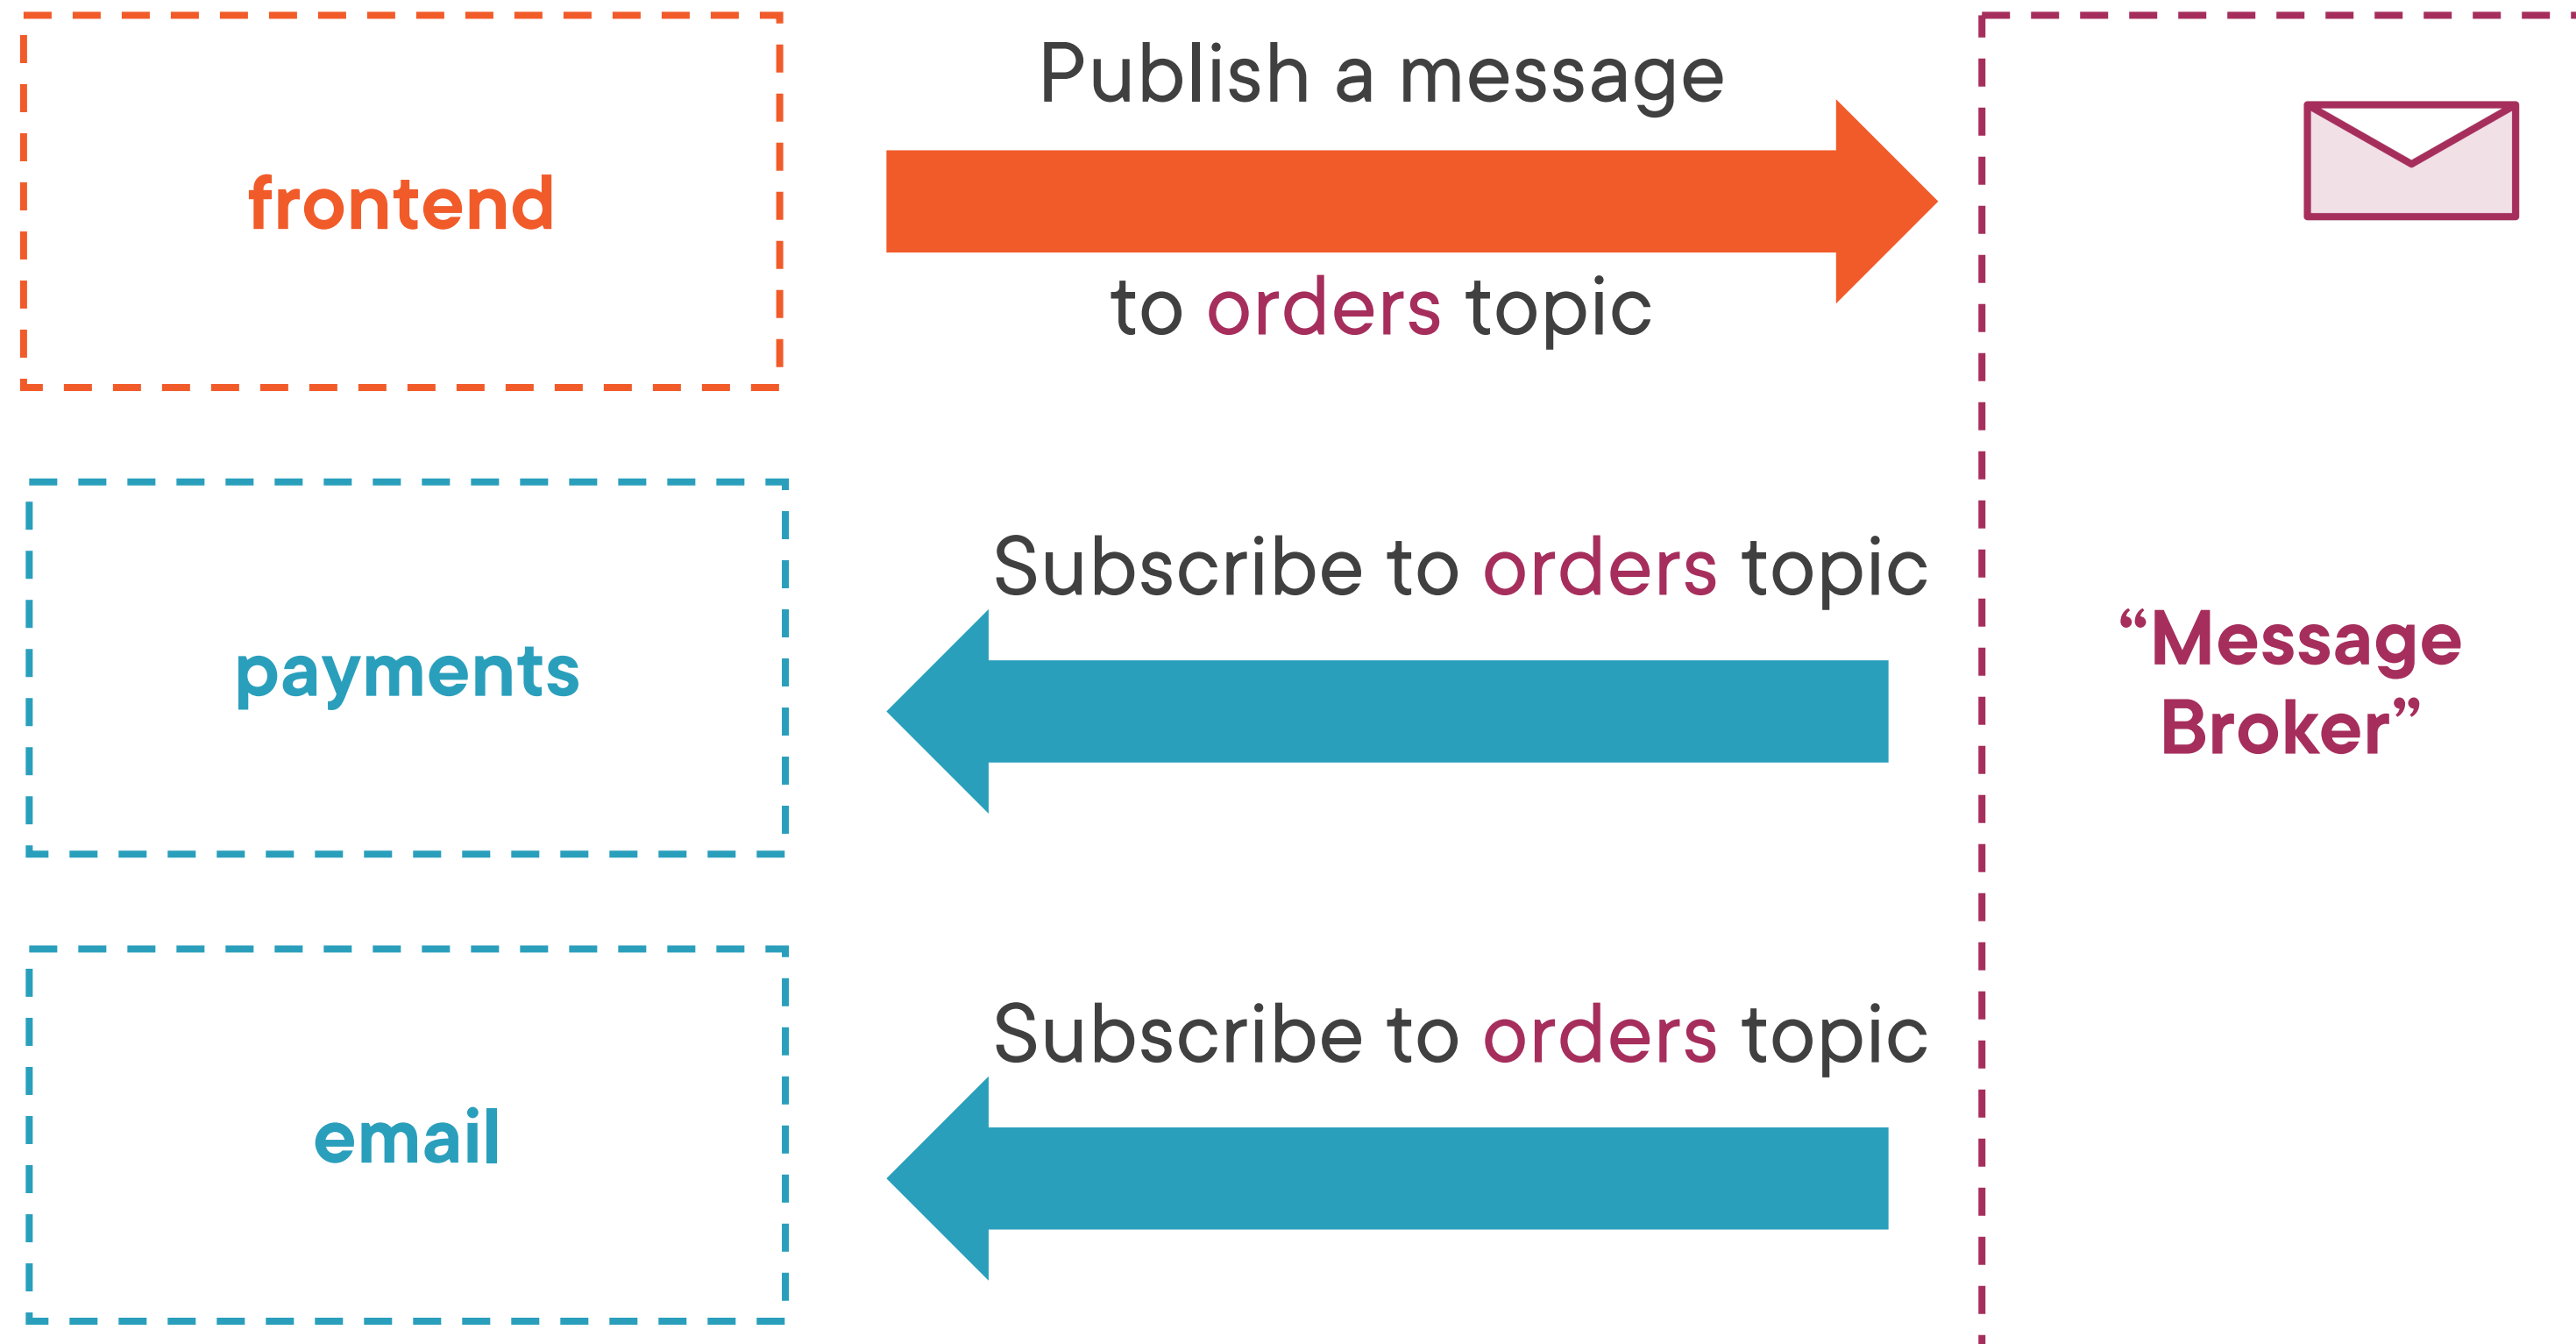 frontend
Publish a message
to orders topic
payments
Subscribe to orders topic
“Message
Broker”
email
Subscribe to orders topic